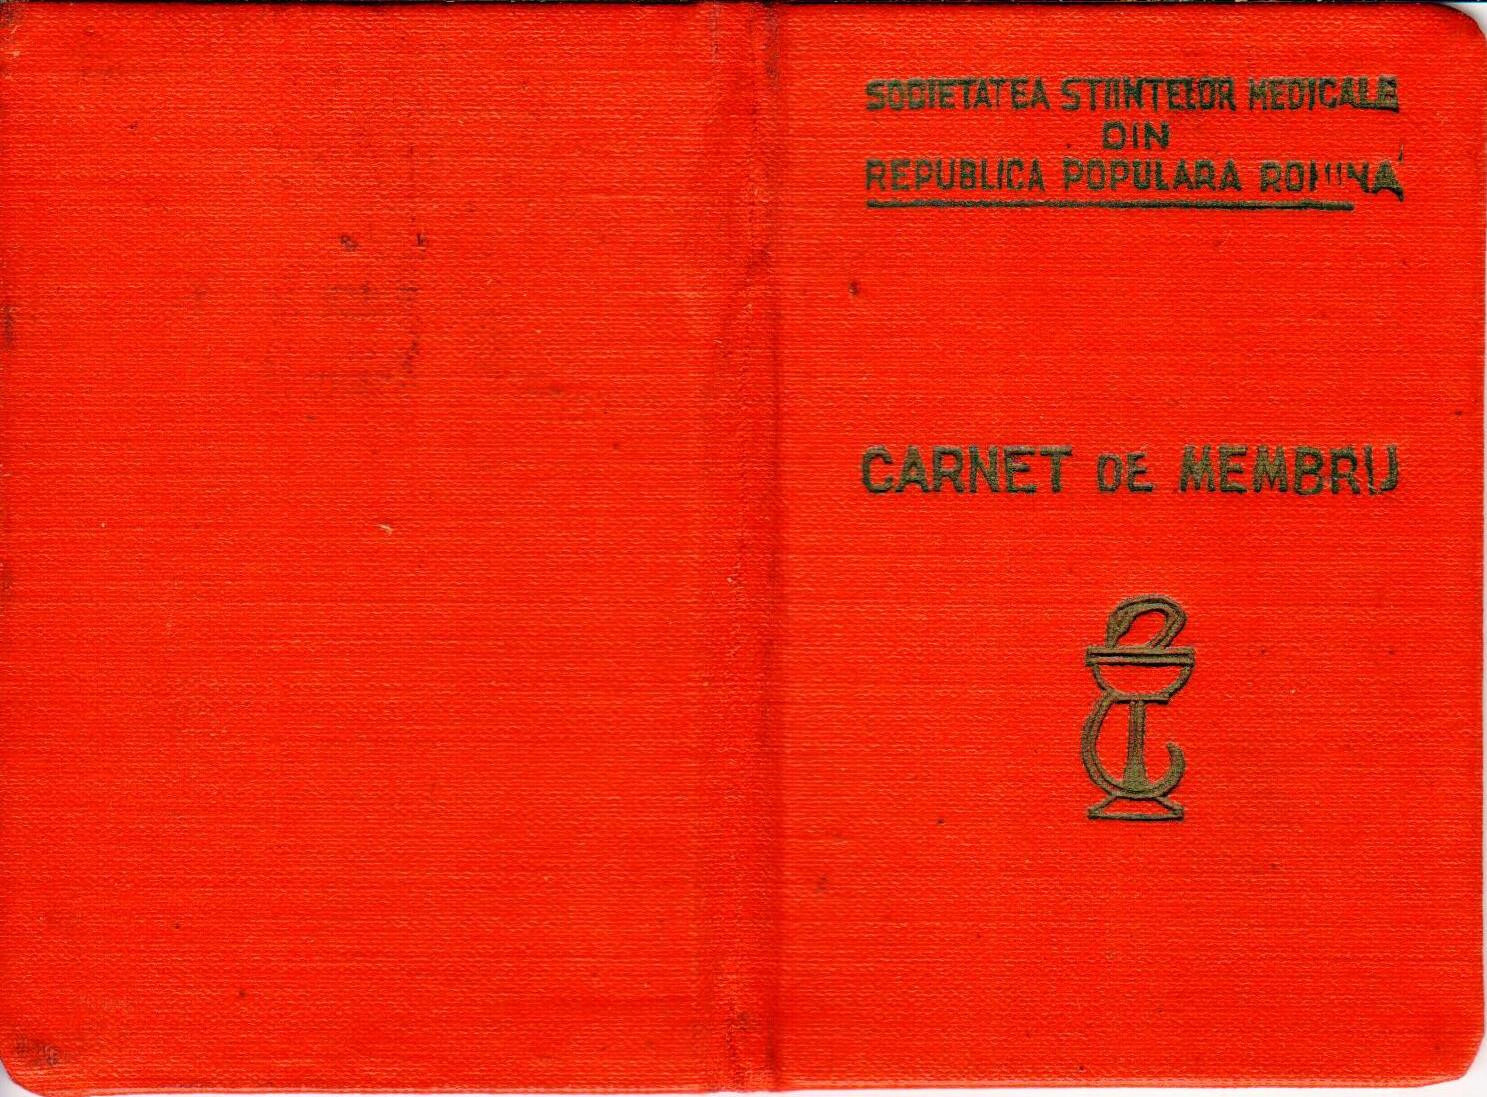 SOCIETATEA STIINTELOR MEDICALE
DIN
REPUBLICA POPULARA ROMINA
CARNET DE MEMBRU